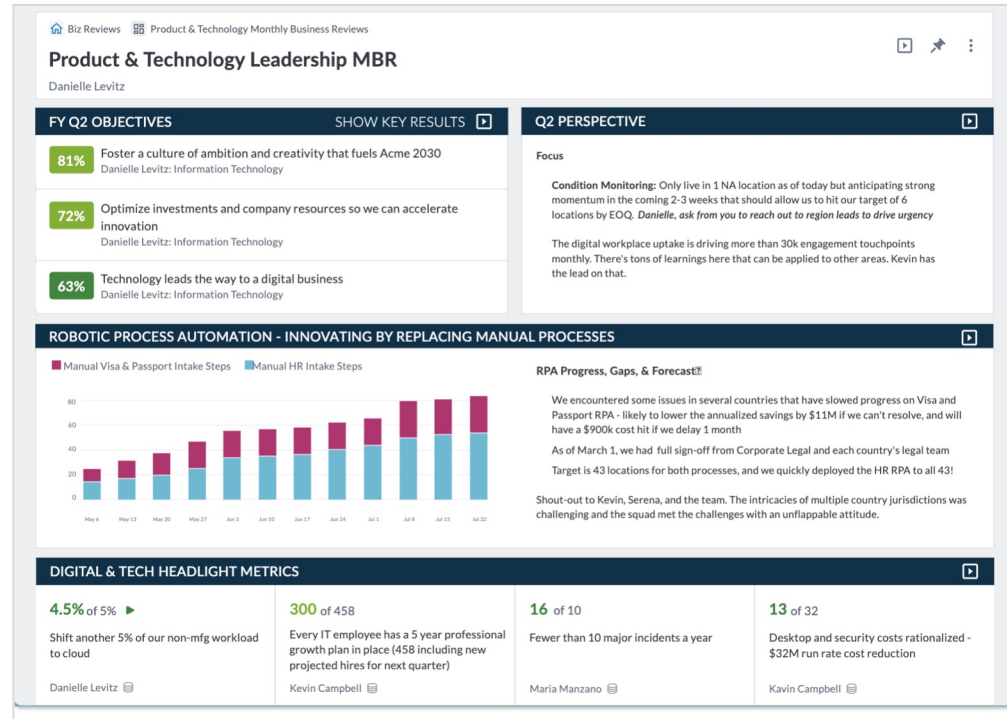 Biz Reviews Product & Technology Monthly Business Reviews
Product & Technology Leadership MBR
Danielle Levitz
FY Q2 OBJECTIVES SHOW KEY RESULTS
81% Foster a culture of ambition and creativity that fuels Acme 2030
Danielle Levitz: Information Technology
72% Optimize investments and company resources so we can accelerate
innovation
Danielle Levitz: Information Technology
63% Technology leads the way to a digital business
Danielle Levitz: Information Technology
Q2 PERSPECTIVE
Focus
Condition Monitoring: Only live in 1 NA location as of today but anticipating strong
momentum in the coming 2-3 weeks that should allow us to hit our target of 6
locations by EOQ. Danielle, ask from you to reach out to region leads to drive urgency
The digital workplace uptake is driving more than 30k engagement touchpoints
monthly. There's tons of learnings here that can be applied to other areas. Kevin has
the lead on that.
ROBOTIC PROCESS AUTOMATION - INNOVATING BY REPLACING MANUAL PROCESSES
Manual Visa & Passport Intake Steps Manual HR Intake Steps
80
60
40
20
0
May 6 May 13 May 20 May 27 Jun 3 Jun 10 Jun 17 Jun 24 Jul 1 Jul 8 Jul 15 Jul 22
RPA Progress, Gaps, & Forecast
We encountered some issues in several countries that have slowed progress on Visa and
Passport RPA - likely to lower the annualized savings by $11M if we can't resolve, and will
have a $900k cost hit if we delay 1 month
As of March 1, we had full sign-off from Corporate Legal and each country's legal team
Target is 43 locations for both processes, and we quickly deployed the HR RPA to all 43!
Shout-out to Kevin, Serena, and the team. The intricacies of multiple country jurisdictions was
challenging and the squad met the challenges with an unflappable attitude.
DIGITAL & TECH HEADLIGHT METRICS
4.5% of 5%
Shift another 5% of our non-mfg workload
to cloud
Danielle Levitz
300 of 458
Every IT employee has a 5 year professional
growth plan in place (458 including new
projected hires for next quarter)
Kevin Campbell
16 of 10
Fewer than 10 major incidents a year
Maria Manzano
13 of 32
Desktop and security costs rationalized -
$32M run rate cost reduction
Kavin Campbell